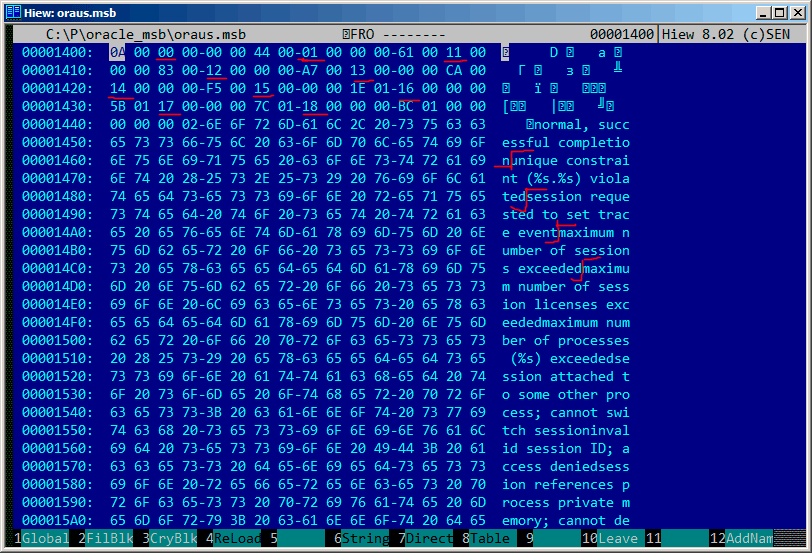 Hiew: oraus.msb
C:\P\oracle_msb\oraus.msb FRO -------- 00001400 Hiew 8.02 (c)SEN
00001400: 0A 00 00 00-00 00 44 00-01 00 00 00-61 00 11 00 D a
00001410: 00 00 83 00-12 00 00 00-A7 00 13 00-00 00 CA 00 Г з ╩
00001420: 14 00 00 00-F5 00 15 00-00 00 1E 01-16 00 00 00 ï
00001430: 5B 01 17 00-00 00 7C 01-18 00 00 00-BC 01 00 00 [ | ╝
00001440: 00 00 00 02-6E 6F 72 6D-61 6C 2C 20-73 75 63 63 normal, succ
00001450: 65 73 73 66-75 6C 20 63-6F 6D 70 6C-65 74 69 6F essful completio
00001460: 6E 75 6E 69-71 75 65 20-63 6F 6E 73-74 72 61 69 nunique constrai
00001470: 6E 74 20 28-25 73 2E 25-73 29 20 76-69 6F 6C 61 nt (%s.%s) viola
00001480: 74 65 64 73-65 73 73 69-6F 6E 20 72-65 71 75 65 tedsession reque
00001490: 73 74 65 64-20 74 6F 20-73 65 74 20-74 72 61 63 sted to set trac
000014A0: 65 20 65 76-65 6E 74 6D-61 78 69 6D-75 6D 20 6E e eventmaximum n
000014B0: 75 6D 62 65-72 20 6F 66-20 73 65 73-73 69 6F 6E umber of session
000014C0: 73 20 65 78-63 65 65 64-65 64 6D 61-78 69 6D 75 s exceededmaximu
000014D0: 6D 20 6E 75-6D 62 65 72-20 6F 66 20-73 65 73 73 m number of sess
000014E0: 69 6F 6E 20-6C 69 63 65-6E 73 65 73-20 65 78 63 ion licenses exc
000014F0: 65 65 64 65-64 6D 61 78-69 6D 75 6D-20 6E 75 6D eededmaximum num
00001500: 62 65 72 20-6F 66 20 70-72 6F 63 65-73 73 65 73 ber of processes
00001510: 20 28 25 73-29 20 65 78-63 65 65 64-65 64 73 65 (%s) exceededse
00001520: 73 73 69 6F-6E 20 61 74-74 61 63 68-65 64 20 74 ssion attached t
00001530: 6F 20 73 6F-6D 65 20 6F-74 68 65 72-20 70 72 6F o some other pro
00001540: 63 65 73 73-3B 20 63 61-6E 6E 6F 74-20 73 77 69 cess; cannot swi
00001550: 74 63 68 20-73 65 73 73-69 6F 6E 69-6E 76 61 6C tch sessioninval
00001560: 69 64 20 73-65 73 73 69-6F 6E 20 49-44 3B 20 61 id session ID; a
00001570: 63 63 65 73-73 20 64 65-6E 69 65 64-73 65 73 73 ccess deniedsess
00001580: 69 6F 6E 20-72 65 66 65-72 65 6E 63-65 73 20 70 ion references p
00001590: 72 6F 63 65-73 73 20 70-72 69 76 61-74 65 20 6D rocess private m
000015A0: 65 6D 6F 72-79 3B 20 63-61 6E 6E 6F-74 20 64 65 emory; cannot de
1Global 2FilBlk 3CryBlk 4ReLoad 5 6String 7Direct 8Table 9 10Leave 11 12AddNam